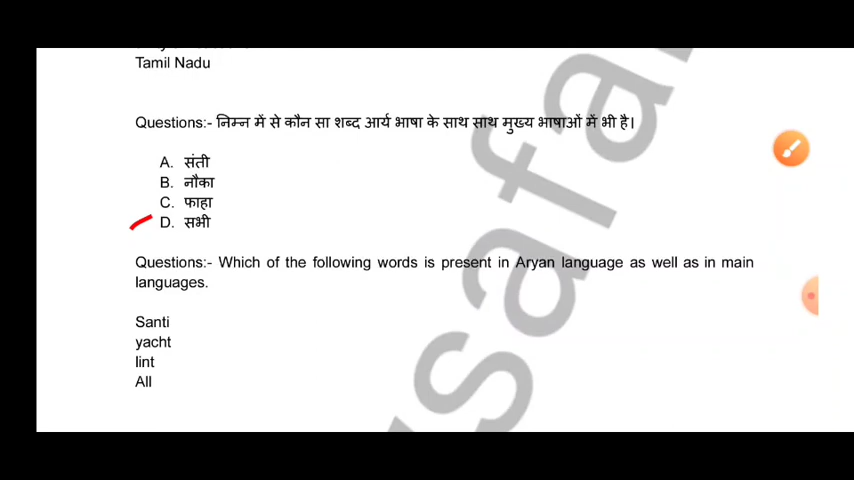 Tamil Nadu
Questions:- निम्न में से कौन सा शब्द आर्य भाषा के साथ साथ मुख्य भाषाओं में भी है।
A. संती
B. नौका
C. फाहा
D. सभी
Questions:- Which of the following words is present in Aryan language as well as in main
languages.
Santi
yacht
lint
All